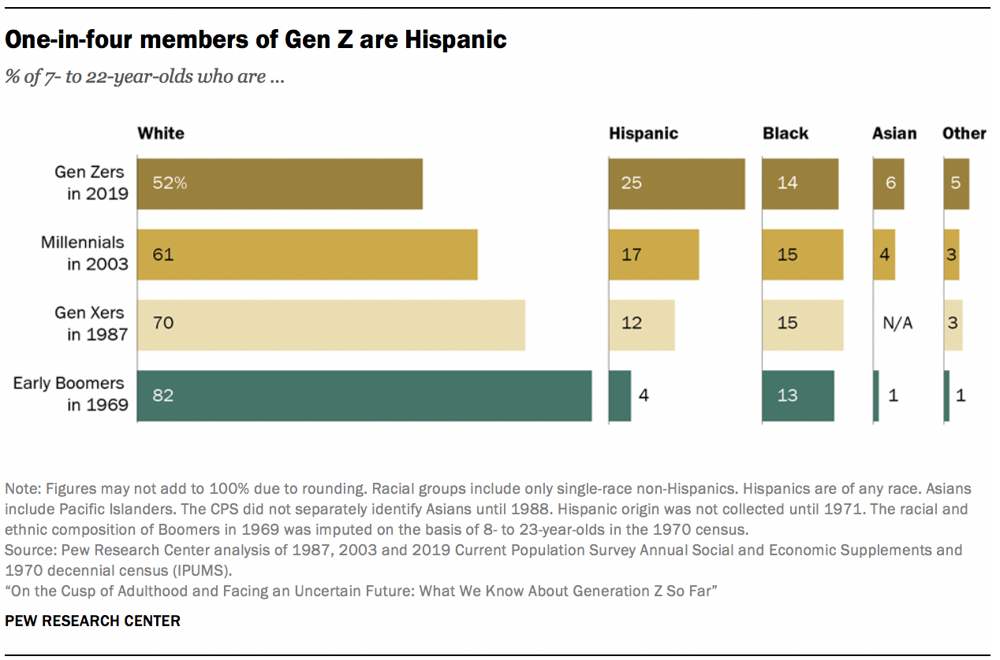 One-in-four members of Gen Z are Hispanic
% of 7- to 22-year-olds who are ...
White Hispanic Black Asian Other
Gen Zers
in 2019
52% 25 14 6 5
Millennials
in 2003
61 17 15 4 3
Gen Xers
in 1987
70 12 15 N/A 3
Early Boomers
in 1969
82 4 13 1 1
Note: Figures may not add to 100% due to rounding. Racial groups include only single-race non-Hispanics. Hispanics are of any race. Asians
include Pacific Islanders. The CPS did not separately identify Asians until 1988. Hispanic origin was not collected until 1971. The racial and
ethnic composition of Boomers in 1969 was imputed on the basis of 8- to 23-year-olds in the 1970 census.
Source: Pew Research Center analysis of 1987, 2003 and 2019 Current Population Survey Annual Social and Economic Supplements and
1970 decennial census (IPUMS).
“On the Cusp of Adulthood and Facing an Uncertain Future: What We Know About Generation Z So Far”
PEW RESEARCH CENTER